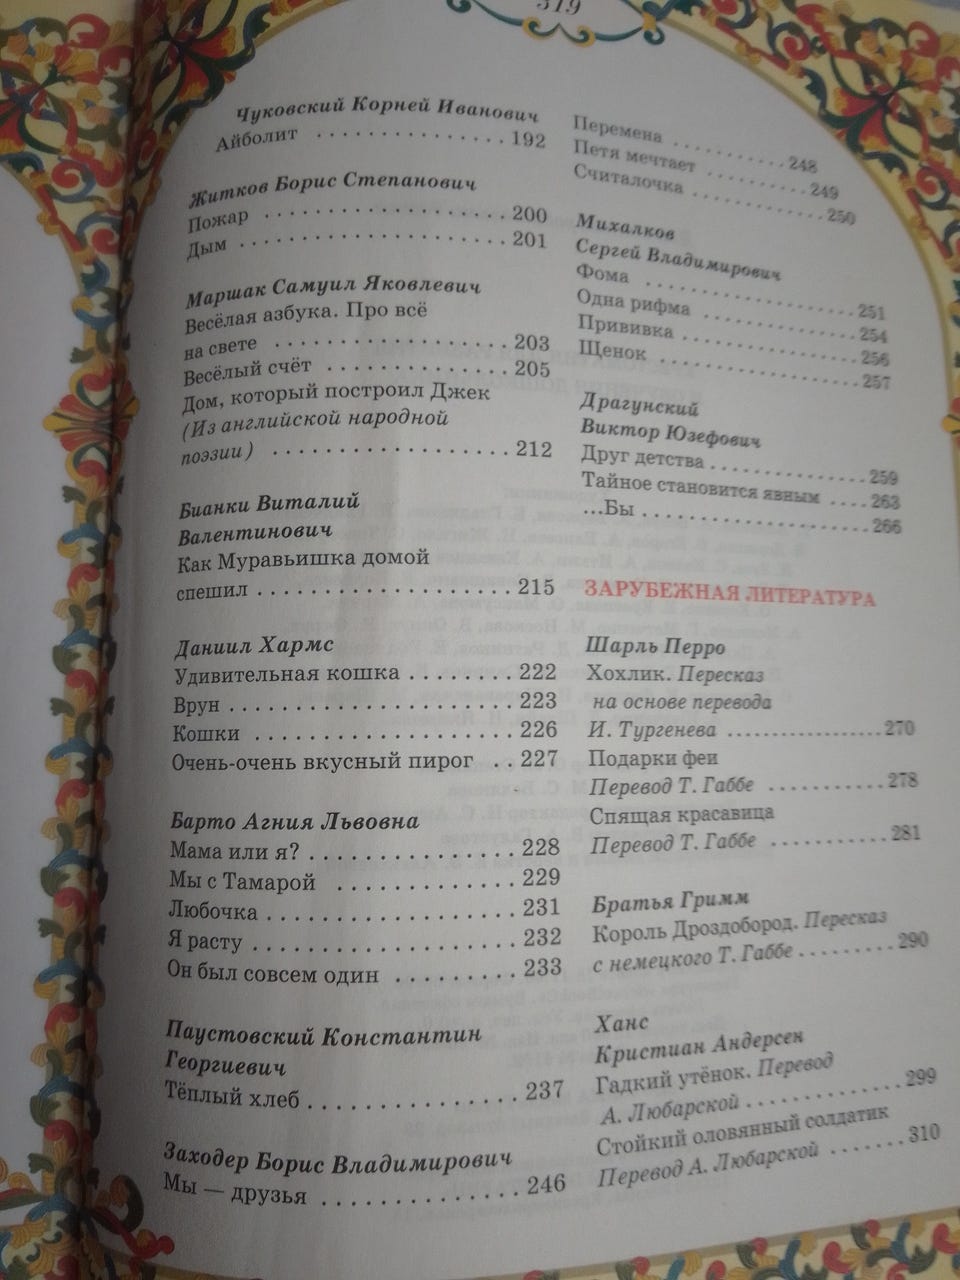 319
Чуковский Корней Иванович
Айболит . . . . . . . . . . . . . . . 192
Житков Борис Степанович
Пожар . . . . . . . . . . . . . . . . . . . 200
Дым . . . . . . . . . . . . . . . . . . . . . 201
Маршак Самуил Яковлевич
Весёлая азбука. Про всё
на свете . . . . . . . . . . . . . . . . . . 203
Весёлый счёт . . . . . . . . . . . . . . 205
Дом, который построил Джек
(Из английской народной
поэзии) . . . . . . . . . . . . . . . . . . 212
Бианки Виталий
Валентинович
Как Муравьишка домой
спешил . . . . . . . . . . . . . . . . . . . 215
Даниил Хармс
Удивительная кошка . . . . . . . . 222
Врун . . . . . . . . . . . . . . . . . . . . . 223
Кошки . . . . . . . . . . . . . . . . . . . 226
Очень-очень вкусный пирог . . 227
Барто Агния Львовна
Мама или я? . . . . . . . . . . . . . . . 228
Мы с Тамарой . . . . . . . . . . . . . 229
Любочка . . . . . . . . . . . . . . . . . . 231
Я расту . . . . . . . . . . . . . . . . . . . 232
Он был совсем один . . . . . . . . . 233
Паустовский Константин
Георгиевич
Тёплый хлеб . . . . . . . . . . . . . . . 237
Заходер Борис Владимирович
Мы — друзья . . . . . . . . . . . . . . 246
Перемена . . . . . . . . . . . 248
Петя мечтает . . . . . . . . . . 249
Считалочка . . . . . . . . . . . . 250
Михалков
Сергей Владимирович
Фома . . . . . . . . . . . . . . . . . . 251
Одна рифма . . . . . . . . . . . . . 254
Прививка . . . . . . . . . . . . . . . 256
Щенок . . . . . . . . . . . . . . . . . 257
Драгунский
Виктор Юзефович
Друг детства . . . . . . . . . . . . . . 259
Тайное становится явным . . . . 263
...Бы . . . . . . . . . . . . . . . . . . . 266
ЗАРУБЕЖНАЯ ЛИТЕРАТУРА
Шарль Перро
Хохлик. Пересказ
на основе перевода
И. Тургенева . . . . . . . . . . . . . . 270
Подарки феи
Перевод Т. Габбе . . . . . . . . . . . 278
Спящая красавица
Перевод Т. Габбе . . . . . . . . . . . 281
Братья Гримм
Король Дроздобород. Пересказ
с немецкого Т. Габбе . . . . . . . . . 290
Ханс
Кристиан Андерсен
Гадкий утёнок. Перевод
А. Любарской . . . . . . . . . . . . . 299
Стойкий оловянный солдатик
Перевод А. Любарской . . . . . . 310